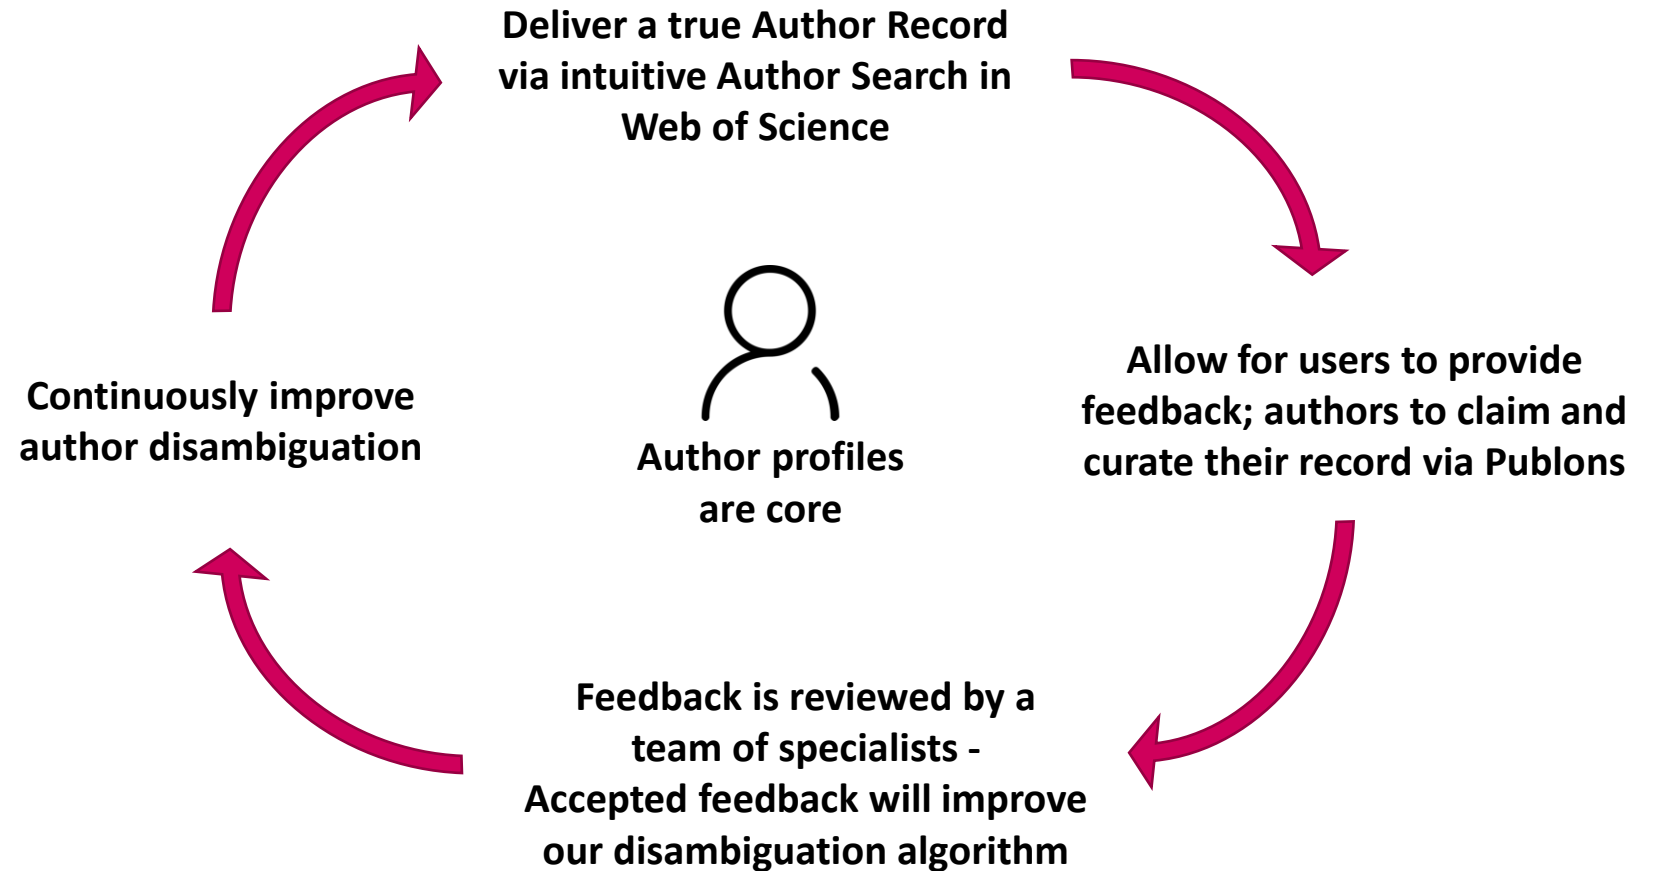 Deliver a true Author Record
via intuitive Author Search in
Web of Science
Allow for users to provide
feedback; authors to claim and
curate their record via Publons
Feedback is reviewed by a
team of specialists -
Accepted feedback will improve
our disambiguation algorithm
Continuously improve
author disambiguation
Author profiles
are core